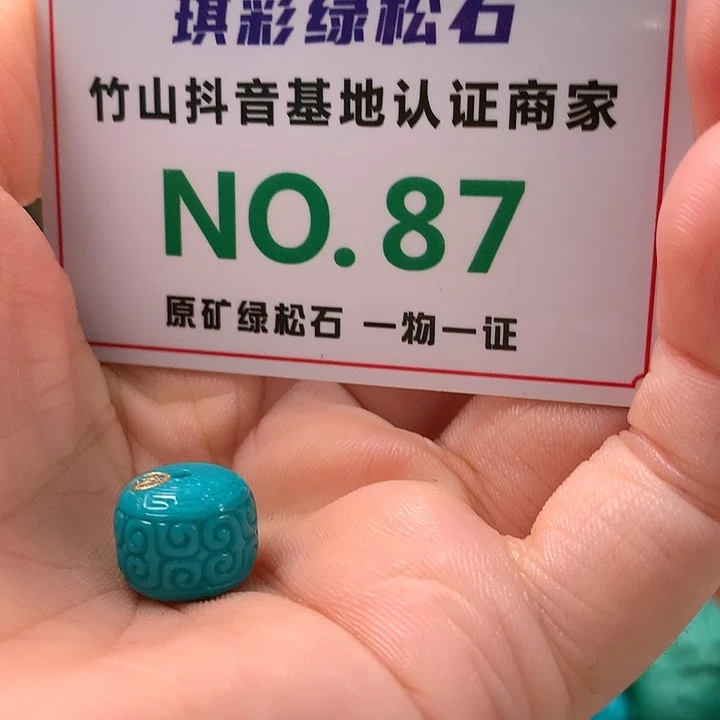 琪彩绿松石
竹山抖音基地认证商家
NO.87
原矿绿松石 一物一证